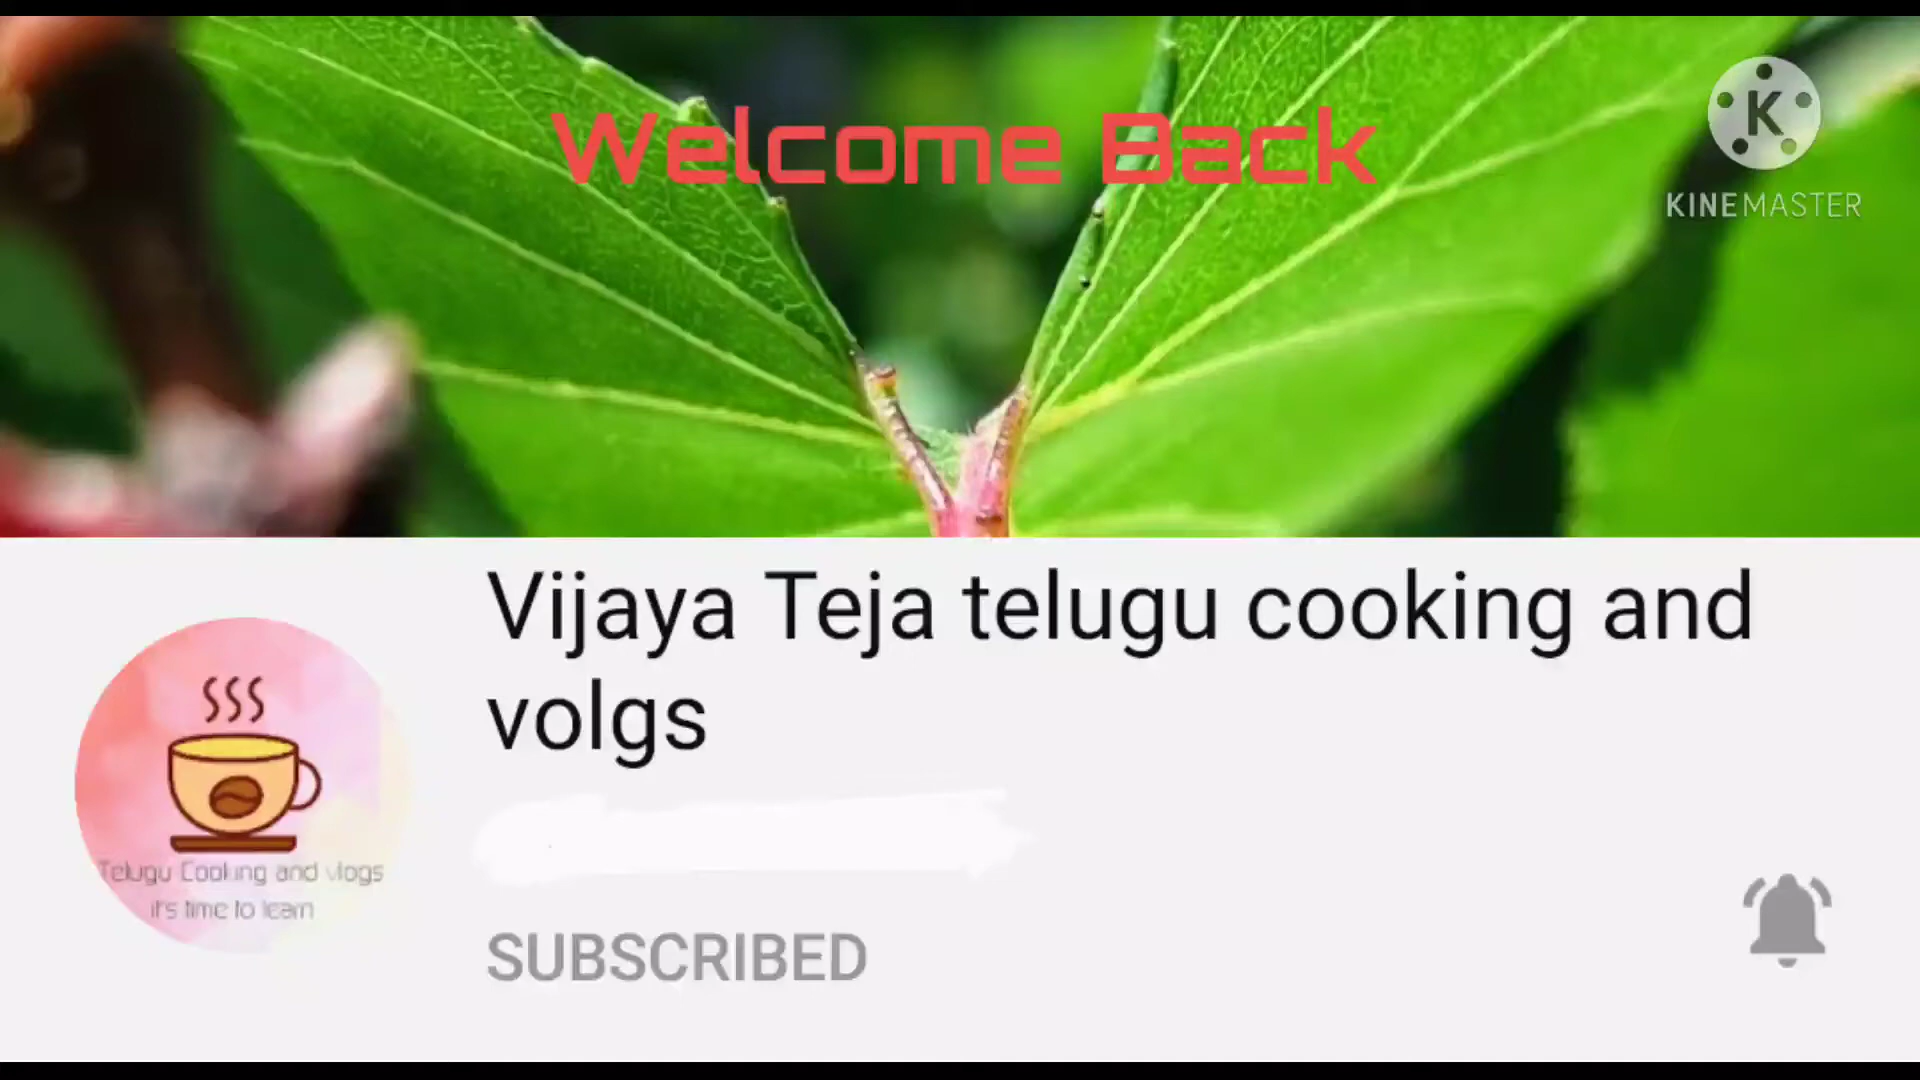 Welcome Back
K
KINEMASTER
Vijaya Teja telugu cooking and
volgs
Telugu Cooking and vlogs
it's time to learn
SUBSCRIBED